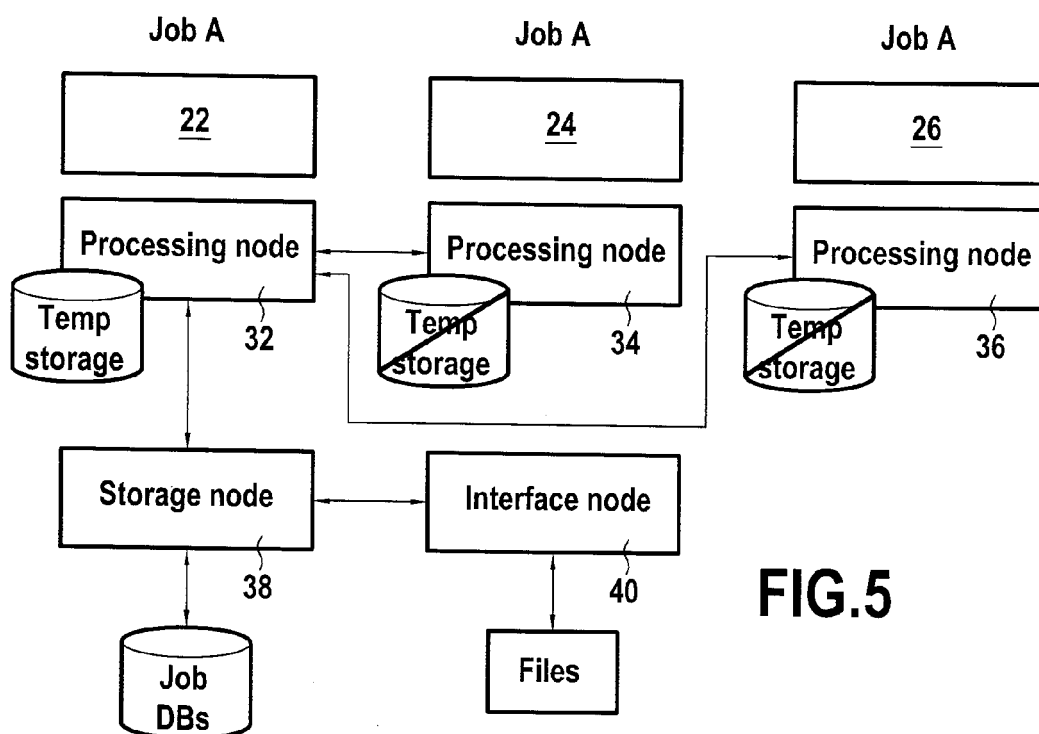 Job A
Job A
Job A
22
24
26
Processing node
Processing node
Processing node
Temp
storage
32
Temp
storage
34
Temp
storage
36
Storage node
Interface node
38
40
FIG.5
Job
DBs
Files